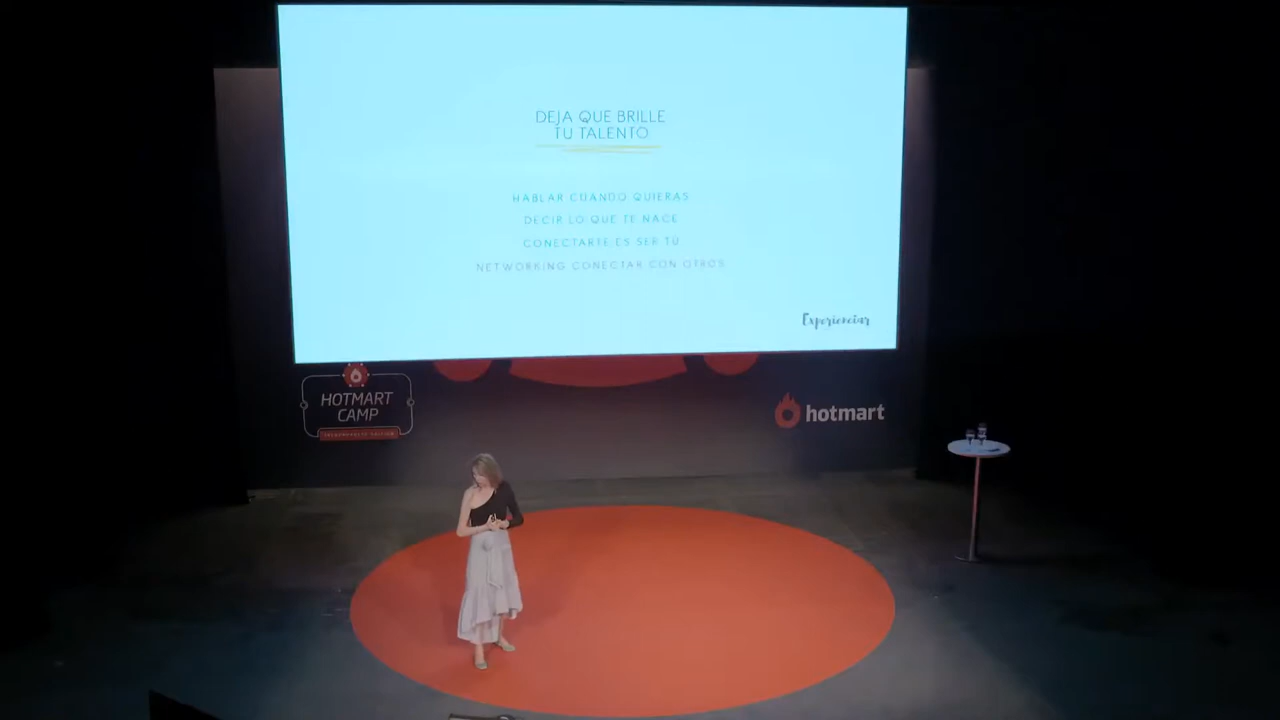 DEJA QUE BRILLE
TU TALENTO
HABLAR CUANDO QUIERAS
DECIR LO QUE TE NACE
CONECTARTE ES SER TÚ
NETWORKING CONECTAR CON OTROS
Experienciar
HOTMART
CAMP
hotmart